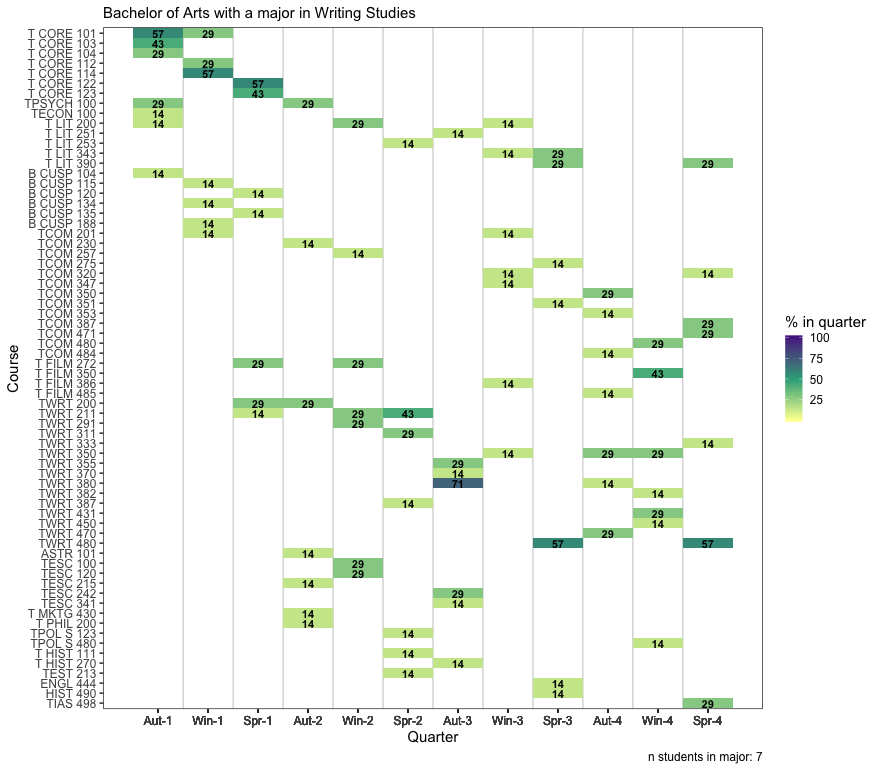 Bachelor of Arts with a major in Writing Studies
Course
T CORE 101 57 29
T CORE 103 43
T CORE 104 29
T CORE 112 29
T CORE 114 57
T CORE 122 57
T CORE 123 43
TPSYCH 100 29 29
TECON 100 14
T LIT 200 14 29 14
T LIT 251 14
T LIT 253 14
T LIT 343 14 29
T LIT 390 29 29
B CUSP 104 14
B CUSP 115 14
B CUSP 120 14
B CUSP 134 14
B CUSP 135 14
B CUSP 188 14
TCOM 201 14 14
TCOM 230 14
TCOM 257 14
TCOM 275 14
TCOM 320 14 14
TCOM 347 14
TCOM 350 29
TCOM 351 14
TCOM 353 14
TCOM 387 29
TCOM 471 29
TCOM 480 29
TCOM 484 14
T FILM 272 29 29
T FILM 350 43
T FILM 386 14
T FILM 485 14
TWRT 200 29 29
TWRT 211 14 29 43
TWRT 291 29
TWRT 311 29
TWRT 333 14
TWRT 350 14 29 29
TWRT 355 29
TWRT 370 14
TWRT 380 71 14
TWRT 382 14
TWRT 387 14
TWRT 431 29
TWRT 450 14
TWRT 470 29
TWRT 480 57 57
ASTR 101 14
TESC 100 29
TESC 120 29
TESC 215 14
TESC 242 29
TESC 341 14
T MKTG 430 14
T PHIL 200 14
TPOL S 123 14
TPOL S 480 14
T HIST 111 14
T HIST 270 14
TEST 213 14
ENGL 444 14
HIST 490 14
TIAS 498 29
Aut-1 Win-1 Spr-1 Aut-2 Win-2 Spr-2 Aut-3 Win-3 Spr-3 Aut-4 Win-4 Spr-4
Quarter
% in quarter
100
75
50
25
n students in major: 7